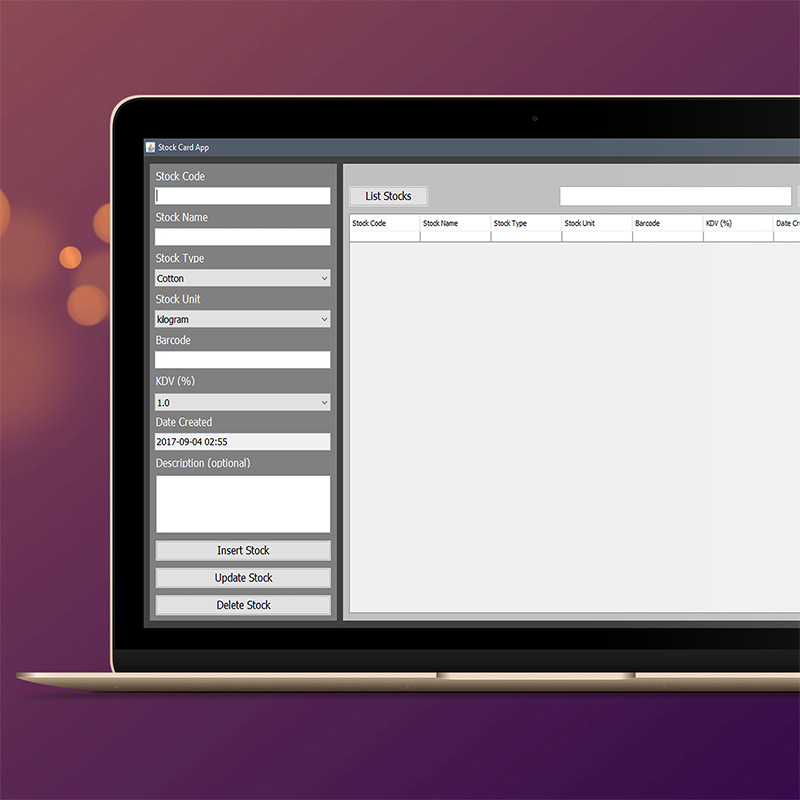 Stock Card App
Stock Code
Stock Name
Stock Type
Cotton
Stock Unit
kilogram
Barcode
KDV (%)
1.0
Date Created
2017-09-04 02:55
Description (optional)
Insert Stock
Update Stock
Delete Stock
List Stocks
Stock Code Stock Name Stock Type Stock Unit Barcode KDV (%) Date Cr